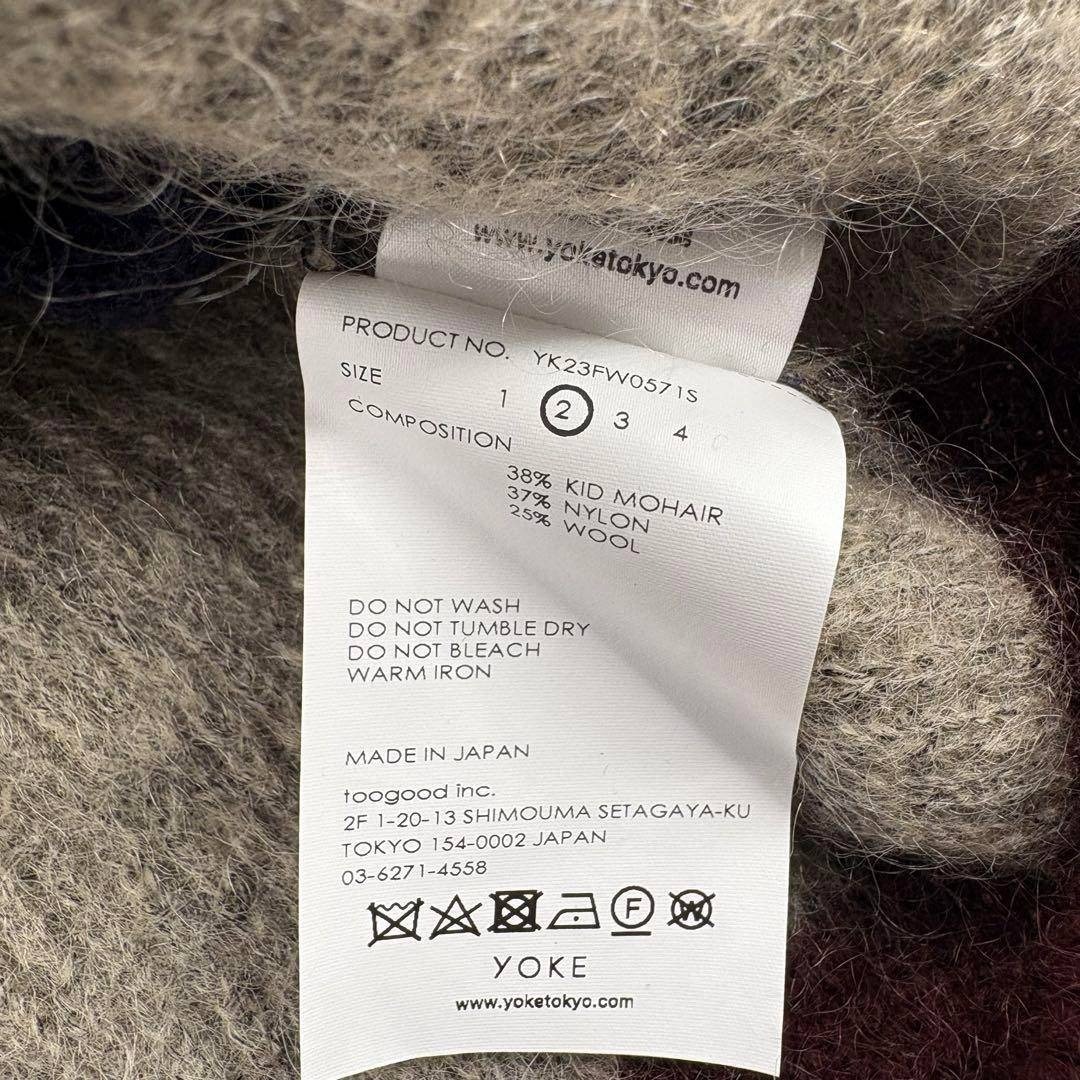 www.yoketokyo.com
PRODUCT NO. YK23FW0571S
SIZE 1 2 3 4
COMPOSITION
38% KID MOHAIR
37% NYLON
25% WOOL
DO NOT WASH
DO NOT TUMBLE DRY
DO NOT BLEACH
WARM IRON
MADE IN JAPAN
toogood inc.
2F 1-20-13 SHIMOUMA SETAGAYA-KU
TOKYO 154-0002 JAPAN
03-6271-4558
F W
YOKE
www.yoketokyo.com